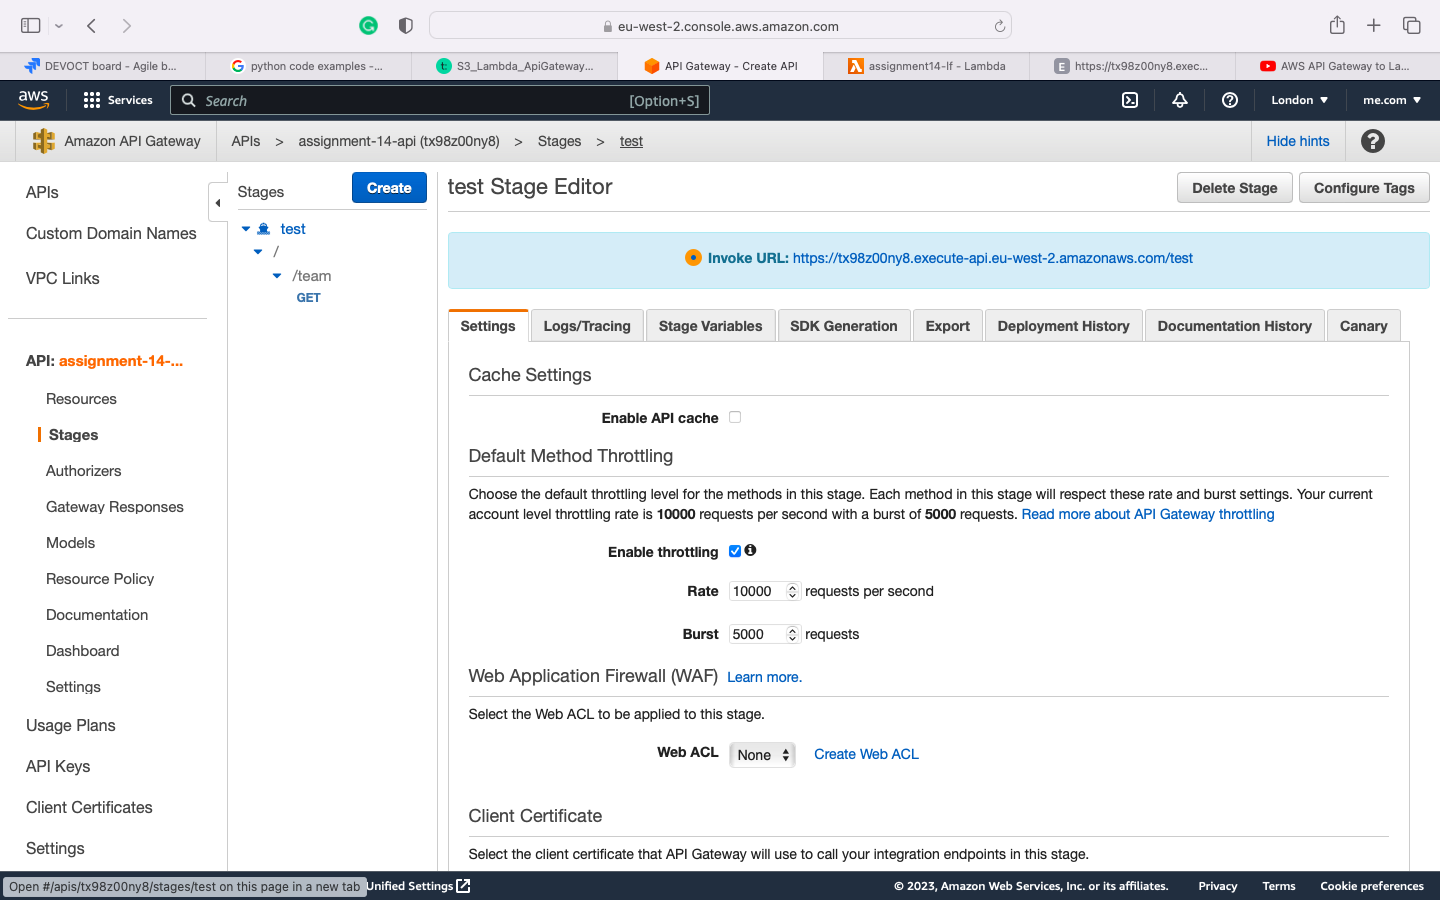 eu-west-2.console.aws.amazon.com
DEVOCT board - Agile b...
python code examples -...
S3_Lambda_ApiGateway...
API Gateway - Create API
assignment14-lf - Lambda
https://tx98z00ny8.exec...
AWS API Gateway to La...
aws
Services
Search
[Option+S]
London
me.com
Amazon API Gateway
APIs > assignment-14-api (tx98z00ny8) > Stages > test
Hide hints
APIs
Custom Domain Names
VPC Links
API: assignment-14-...
Resources
Stages
Authorizers
Gateway Responses
Models
Resource Policy
Documentation
Dashboard
Settings
Usage Plans
API Keys
Client Certificates
Settings
Stages
Create
test
/
/team
GET
test Stage Editor
Delete Stage
Configure Tags
Invoke URL: https://tx98z00ny8.execute-api.eu-west-2.amazonaws.com/test
Settings
Logs/Tracing
Stage Variables
SDK Generation
Export
Deployment History
Documentation History
Canary
Cache Settings
Enable API cache
Default Method Throttling
Choose the default throttling level for the methods in this stage. Each method in this stage will respect these rate and burst settings. Your current
account level throttling rate is 10000 requests per second with a burst of 5000 requests. Read more about API Gateway throttling
Enable throttling
Rate 10000 requests per second
Burst 5000 requests
Web Application Firewall (WAF) Learn more.
Select the Web ACL to be applied to this stage.
Web ACL None Create Web ACL
Client Certificate
Select the client certificate that API Gateway will use to call your integration endpoints in this stage.
Open #/apis/tx98z00ny8/stages/test on this page in a new tab
Unified Settings
© 2023, Amazon Web Services, Inc. or its affiliates.
Privacy
Terms
Cookie preferences